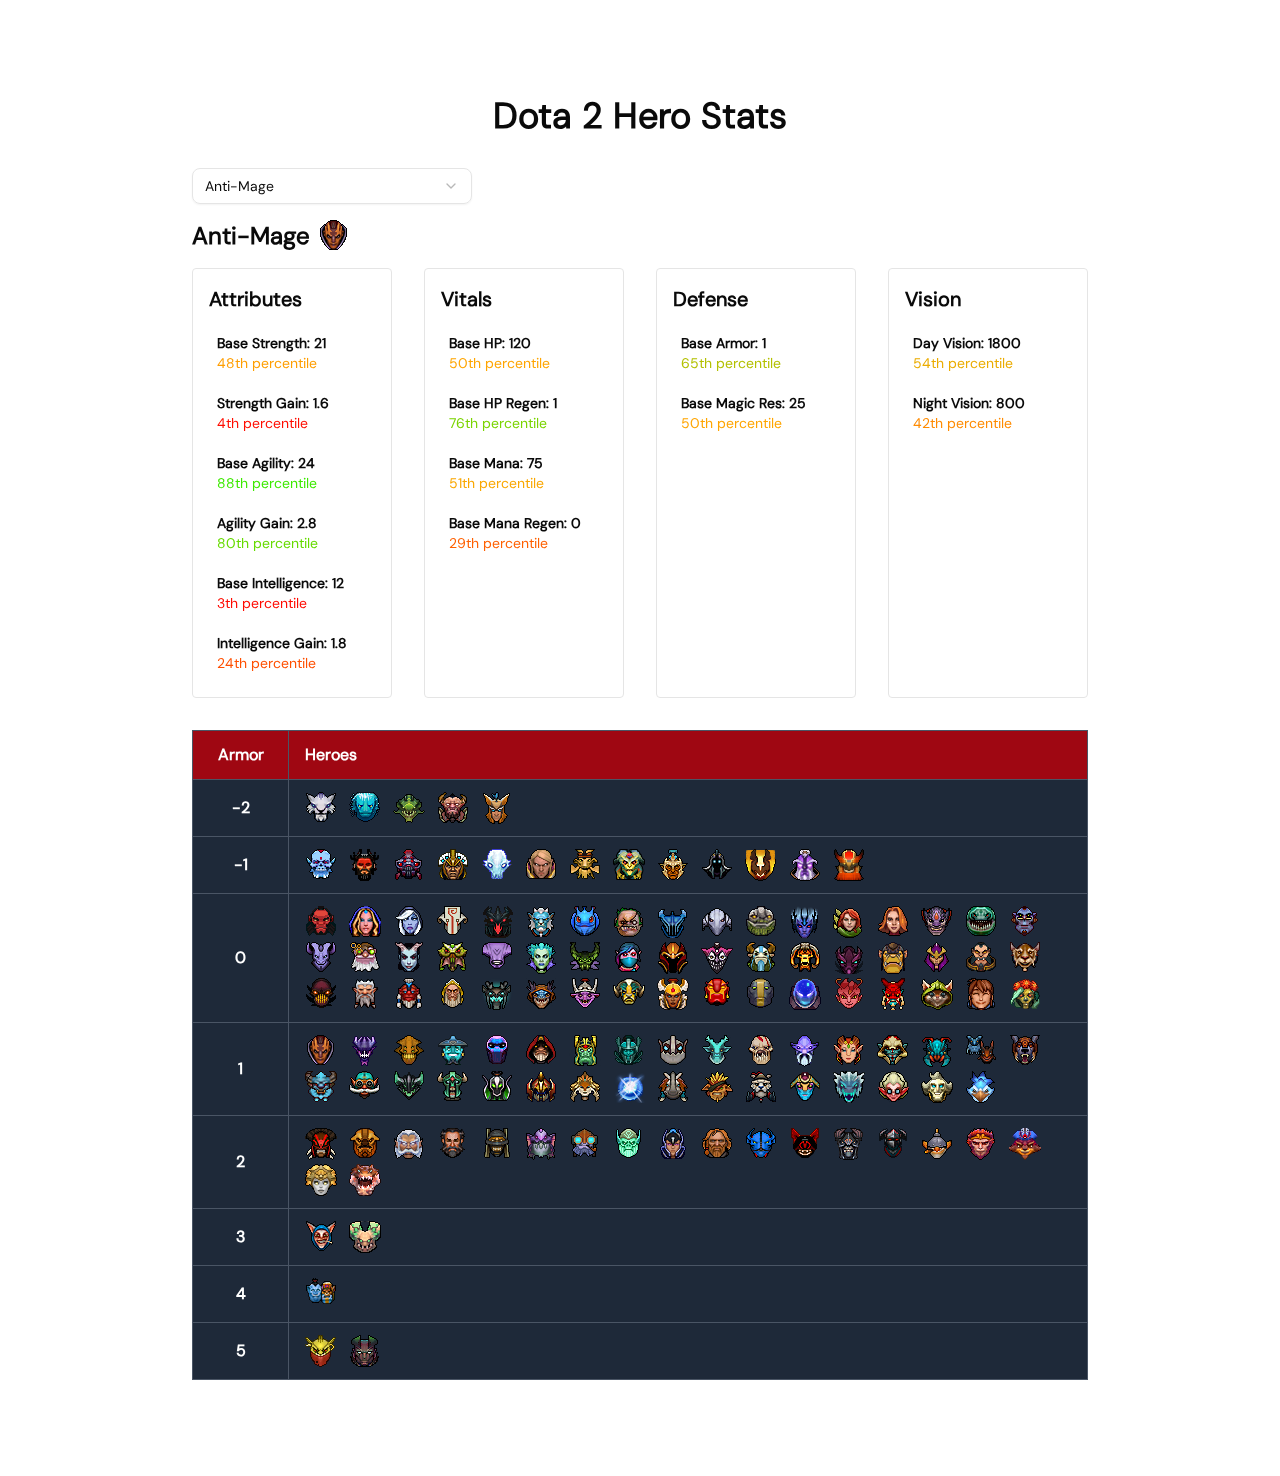 Dota 2 Hero Stats
Anti-Mage
Anti-Mage
Attributes
Base Strength: 21
48th percentile
Strength Gain: 1.6
4th percentile
Base Agility: 24
88th percentile
Agility Gain: 2.8
80th percentile
Base Intelligence: 12
3th percentile
Intelligence Gain: 1.8
24th percentile
Vitals
Base HP: 120
50th percentile
Base HP Regen: 1
76th percentile
Base Mana: 75
51th percentile
Base Mana Regen: 0
29th percentile
Defense
Base Armor: 1
65th percentile
Base Magic Res: 25
50th percentile
Vision
Day Vision: 1800
54th percentile
Night Vision: 800
42th percentile
Armor Heroes
-2
-1
0
1
2
3
4
5